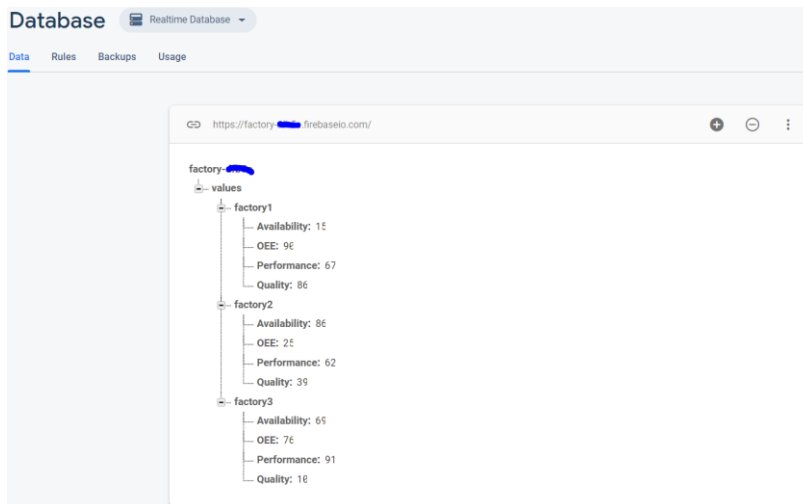 Database Realtime Database
Data Rules Backups Usage
https://factory- .firebaseio.com/
factory-
values
factory1
Availability: 15
OEE: 96
Performance: 67
Quality: 86
factory2
Availability: 86
OEE: 25
Performance: 62
Quality: 39
factory3
Availability: 69
OEE: 76
Performance: 91
Quality: